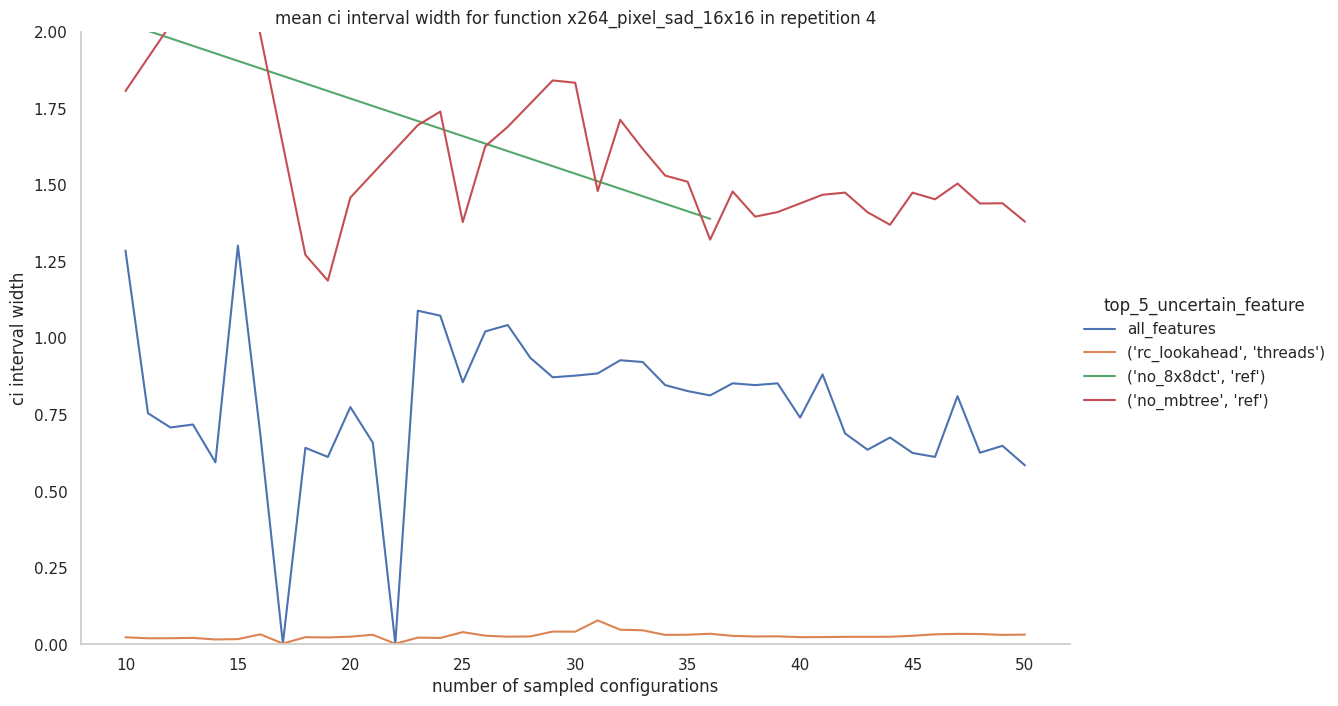 mean ci interval width for function x264_pixel_sad_16x16 in repetition 4
2.00
1.75
1.50
1.25
1.00
0.75
0.50
0.25
0.00
ci interval width
10 15 20 25 30 35 40 45 50
number of sampled configurations
top_5_uncertain_feature
all_features
('rc_lookahead', 'threads')
('no_8x8dct', 'ref')
('no_mbtree', 'ref')